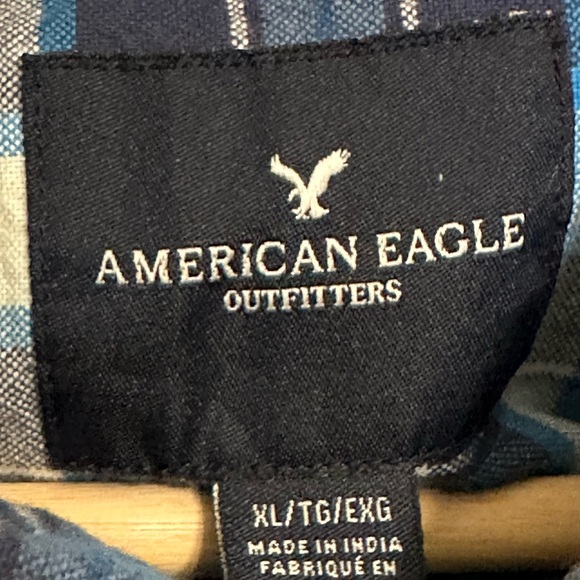 AMERICAN EAGLE
OUTFITTERS
XL/TG/EXG
MADE IN INDIA
FABRIQUÉ EN